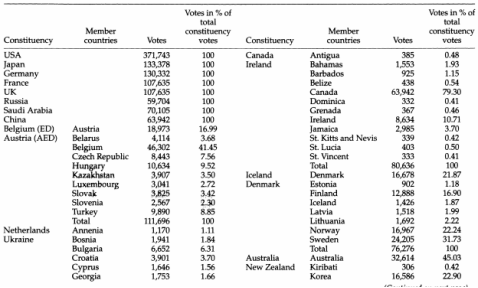 Votes in % of Votes in % of
total total
Member constituency Member constituency
Constituency countries Votes votes Constituency countries Votes votes
USA 371,743 100 Canada Antigua 385 0.48
Japan 133,378 100 Ireland Bahamas 1,553 1.93
Germany 130,332 100 Barbados 925 1.15
France 107,635 100 Belize 438 0.54
UK 107,635 100 Canada 63,942 79.30
Russia 59,704 100 Dominica 332 0.41
Saudi Arabia 70,105 100 Grenada 367 0.46
China 63,942 100 Ireland 8,634 10.71
Belgium (ED) Austria 18,973 16.99 Jamaica 2,985 3.70
Austria (AED) Belarus 4,114 3.68 St. Kitts and Nevis 339 0.42
Belgium 46,302 41.45 St. Lucia 403 0.50
Czech Republic 8,443 7.56 St. Vincent 333 0.41
Hungary 10,634 9.52 Total 80,636 100
Kazakhstan 3,907 3.50 Iceland Denmark 16,678 21.87
Luxembourg 3,041 2.72 Denmark Estonia 902 1.18
Slovak 3,825 3.42 Finland 12,888 16.90
Slovenia 2,567 2.30 Iceland 1,426 1.87
Turkey 9,890 8.85 Latvia 1,518 1.99
Total 111,696 100 Lithuania 1,692 2.22
Netherlands Annenia 1,170 1.11 Norway 16,967 22.24
Ukraine Bosnia 1,941 1.84 Sweden 24,205 31.73
Bulgaria 6,652 6.31 Total 76,276 100
Croatia 3,901 3.70 Australia Australia 32,614 45.03
Cyprus 1,646 1.56 New Zealand Kiribati 306 0.42
Georgia 1,753 1.66 Korea 16,586 22.90